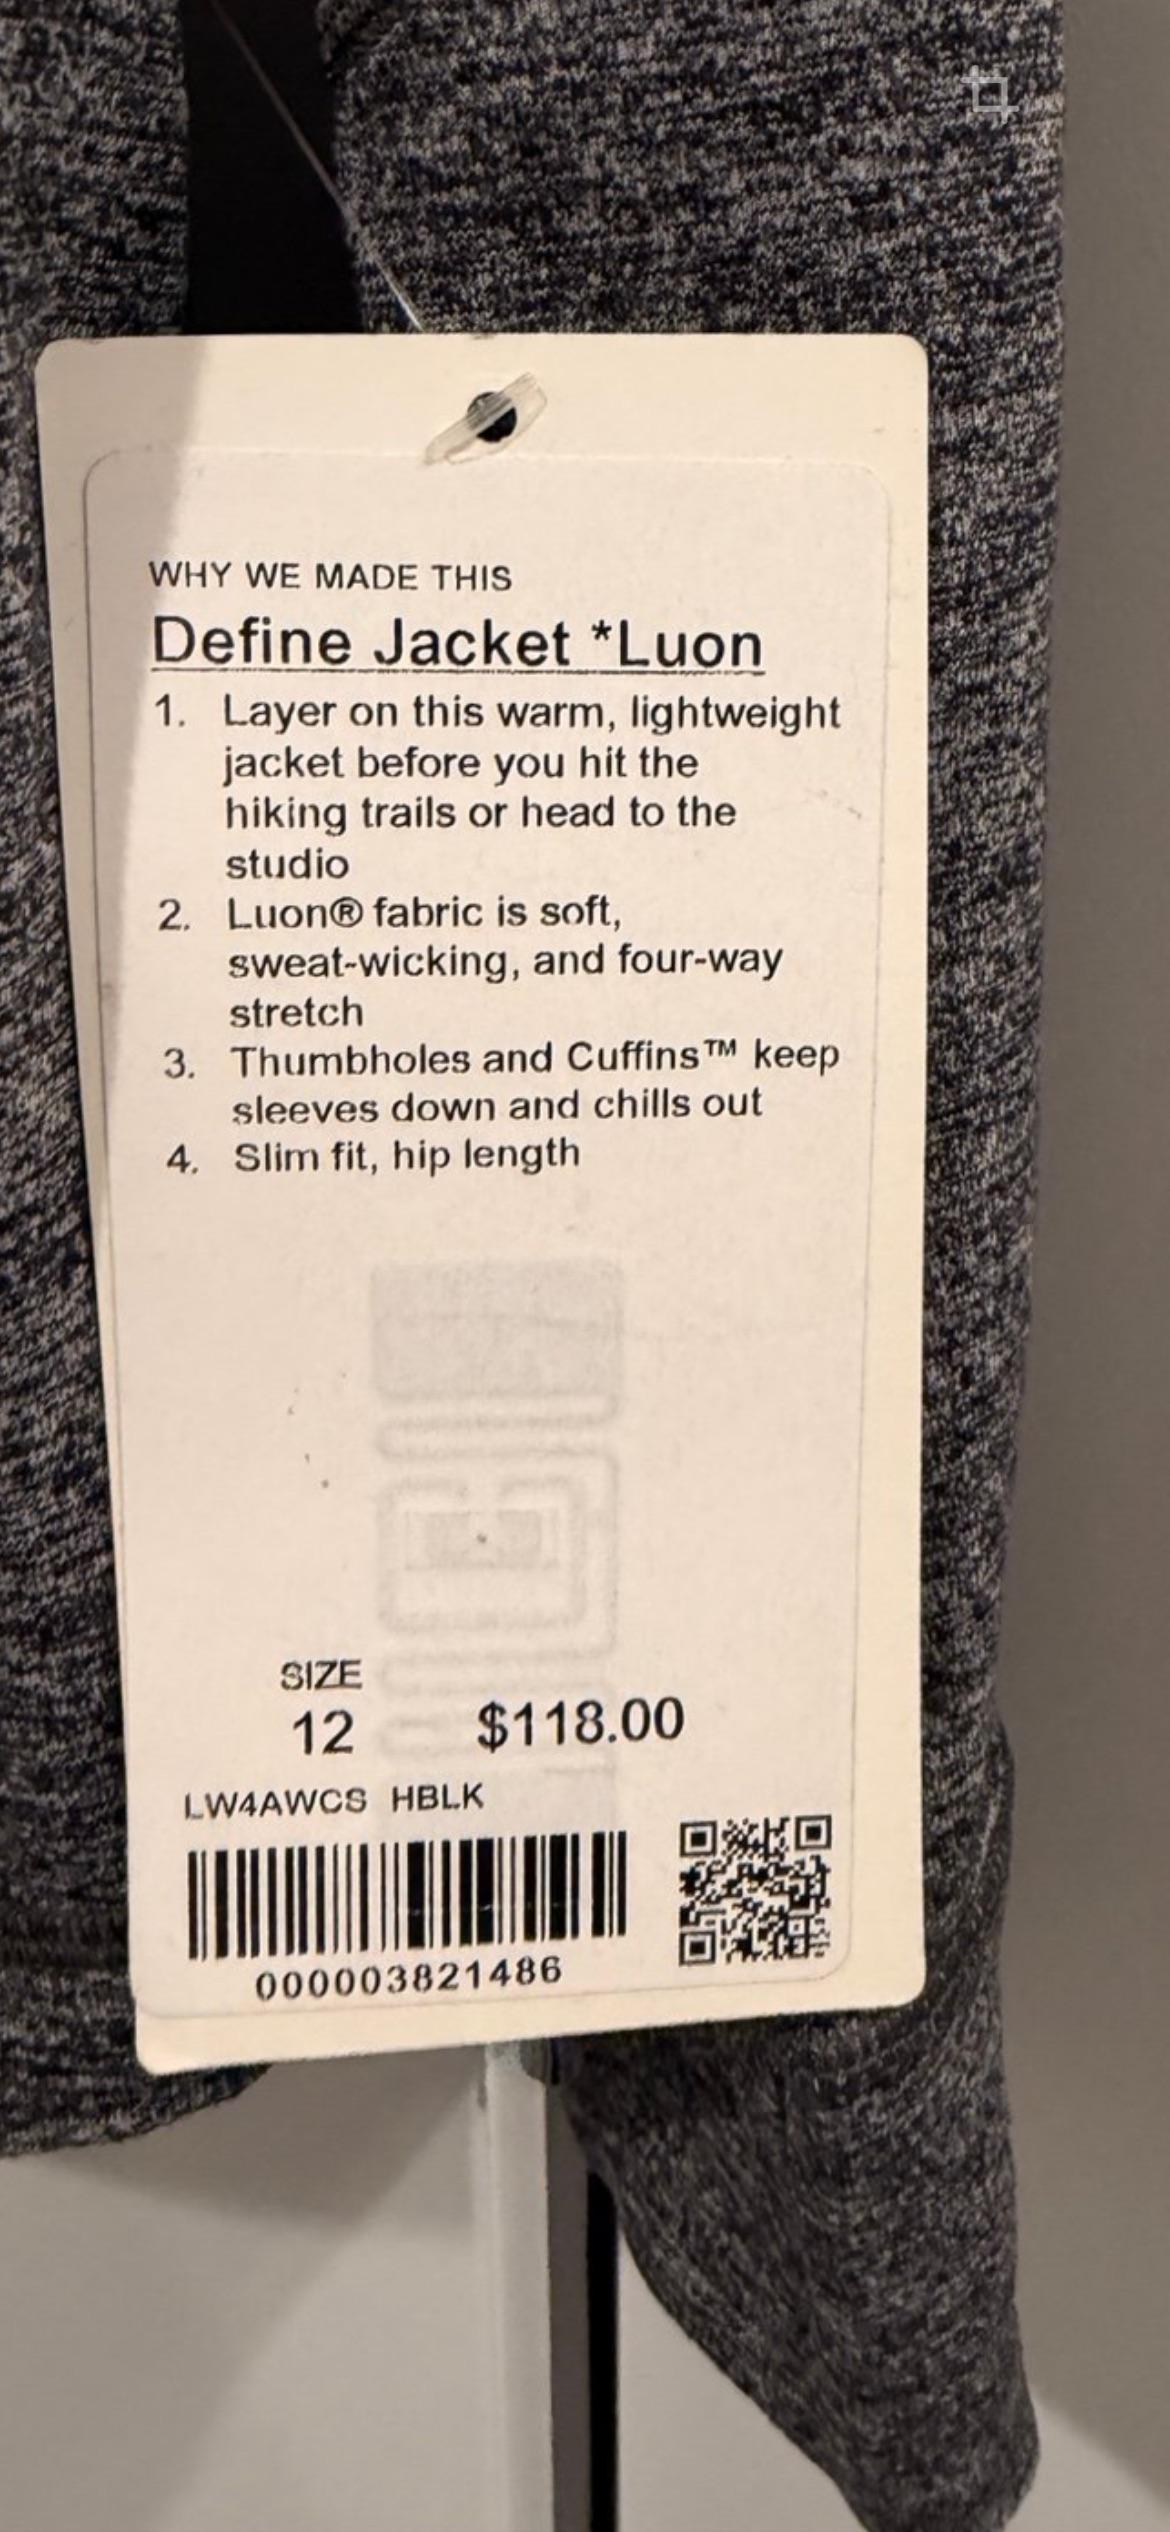 WHY WE MADE THIS
Define Jacket *Luon
1. Layer on this warm, lightweight
jacket before you hit the
hiking trails or head to the
studio
2. Luon® fabric is soft,
sweat-wicking, and four-way
stretch
3. Thumbholes and Cuffins™ keep
sleeves down and chills out
4. Slim fit, hip length
SIZE
12 $118.00
LW4AWCS HBLK
000003821486